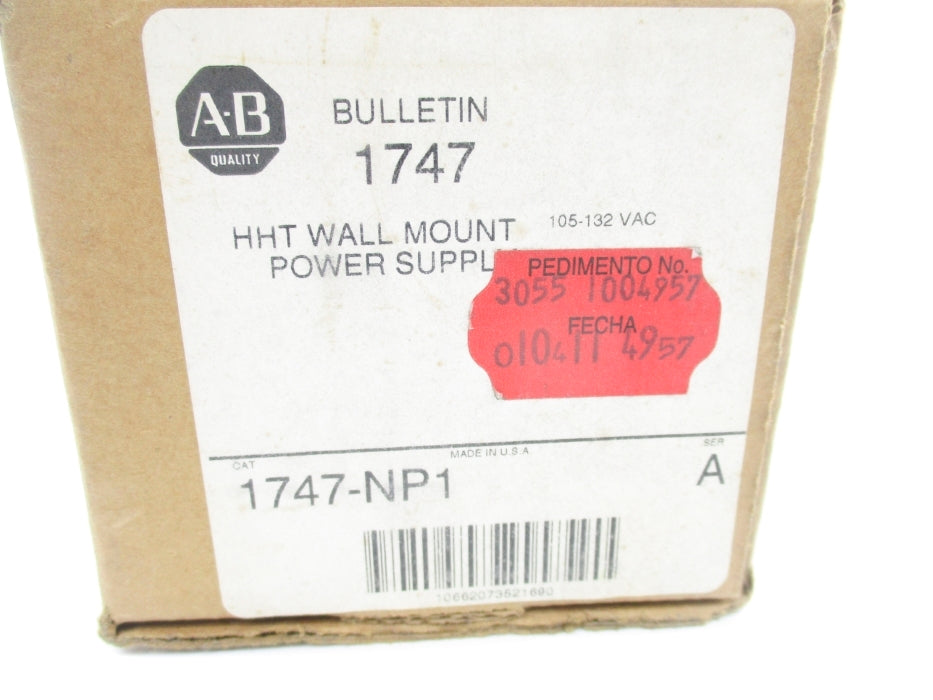 A-B
QUALITY
BULLETIN
1747
HHT WALL MOUNT 105-132 VAC
POWER SUPPL
PEDIMENTO No.
3055 1004957
FECHA
010411 4957
MADE IN U.S.A
CAT SER
1747-NP1 A
10662073521690